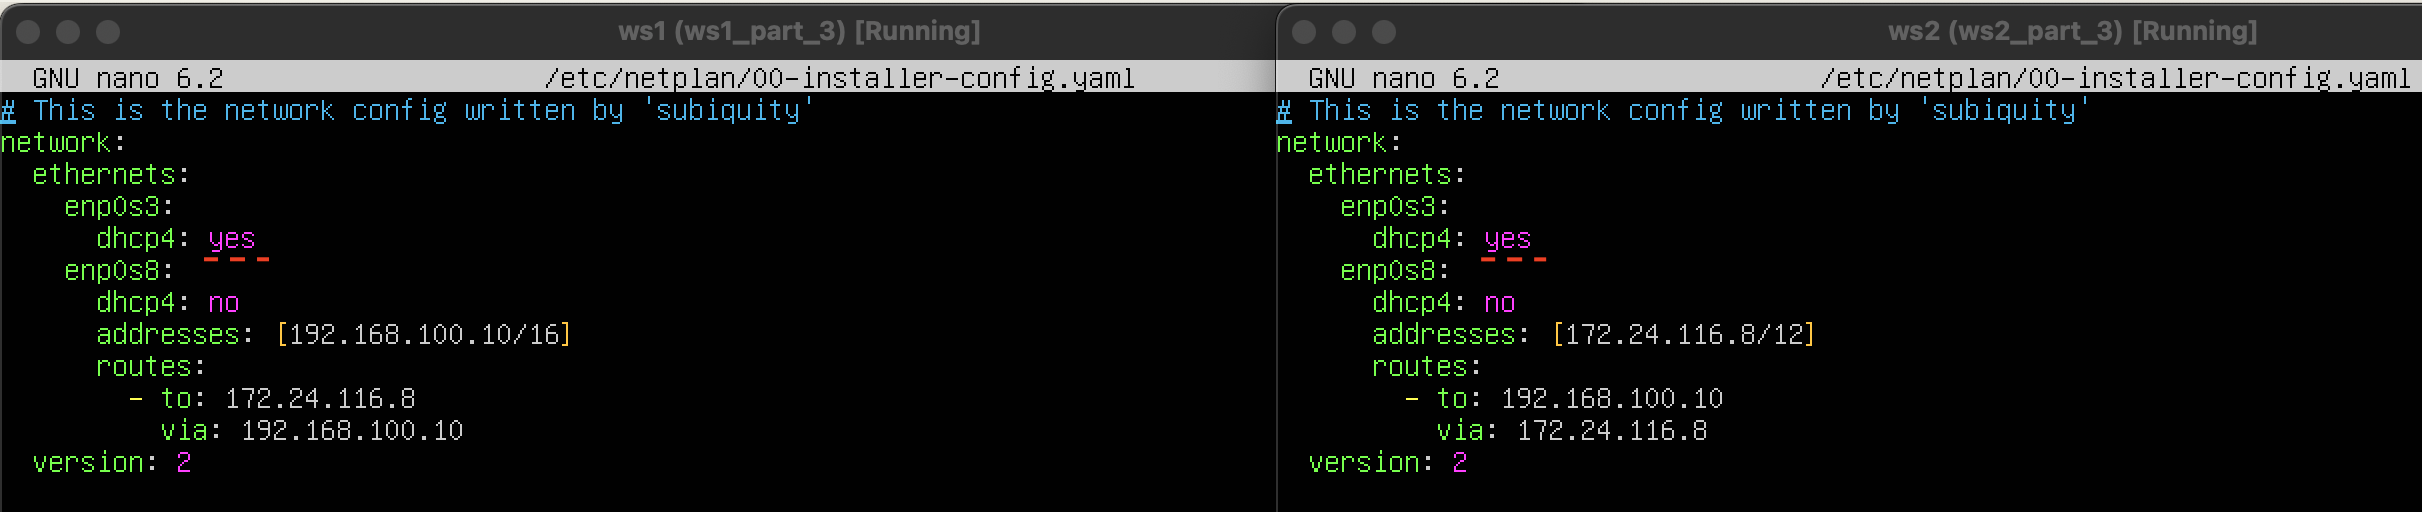 ws1 (ws1_part_3) [Running]
GNU nano 6.2 /etc/netplan/00-installer-config.yaml
# This is the network config written by 'subiquity'
network:
  ethernets:
    enp0s3:
      dhcp4: yes
    enp0s8:
      dhcp4: no
      addresses: [192.168.100.10/16]
      routes:
        - to: 172.24.116.8
          via: 192.168.100.10
  version: 2
ws2 (ws2_part_3) [Running]
GNU nano 6.2 /etc/netplan/00-installer-config.yaml
# This is the network config written by 'subiquity'
network:
  ethernets:
    enp0s3:
      dhcp4: yes
    enp0s8:
      dhcp4: no
      addresses: [172.24.116.8/12]
      routes:
        - to: 192.168.100.10
          via: 172.24.116.8
  version: 2